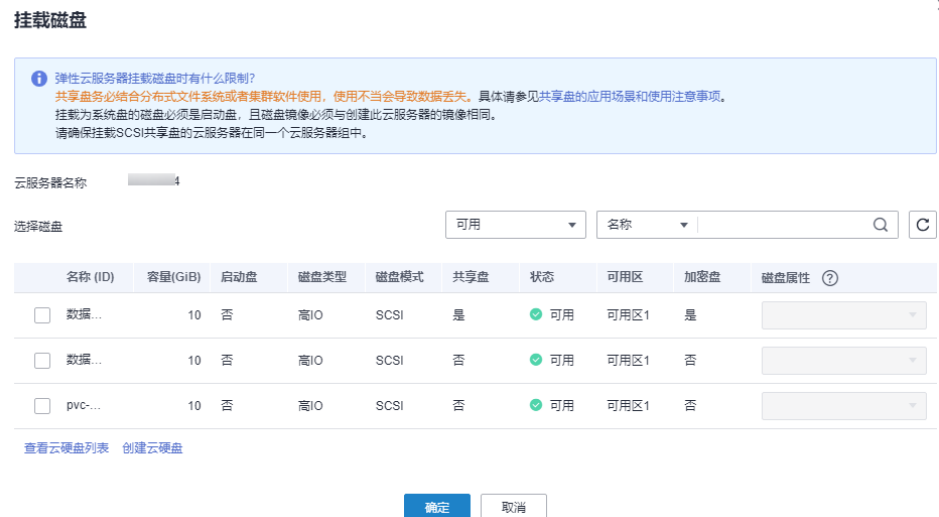 挂载磁盘
弹性云服务器挂载磁盘时有什么限制?
共享盘务必结合分布式文件系统或者集群软件使用，使用不当会导致数据丢失。具体请参见共享盘的应用场景和使用注意事项。
挂载为系统盘的磁盘必须是启动盘，且磁盘镜像必须与创建此云服务器的镜像相同。
请确保挂载SCSI共享盘的云服务器在同一个云服务器组中。
云服务器名称 4
选择磁盘 可用 名称
名称 (ID) 容量(GiB) 启动盘 磁盘类型 磁盘模式 共享盘 状态 可用区 加密盘 磁盘属性 ?
数据... 10 否 高IO SCSI 是 可用 可用区1 是
数据... 10 否 高IO SCSI 否 可用 可用区1 否
pvc-... 10 否 高IO SCSI 否 可用 可用区1 否
查看云硬盘列表 创建云硬盘
确定 取消